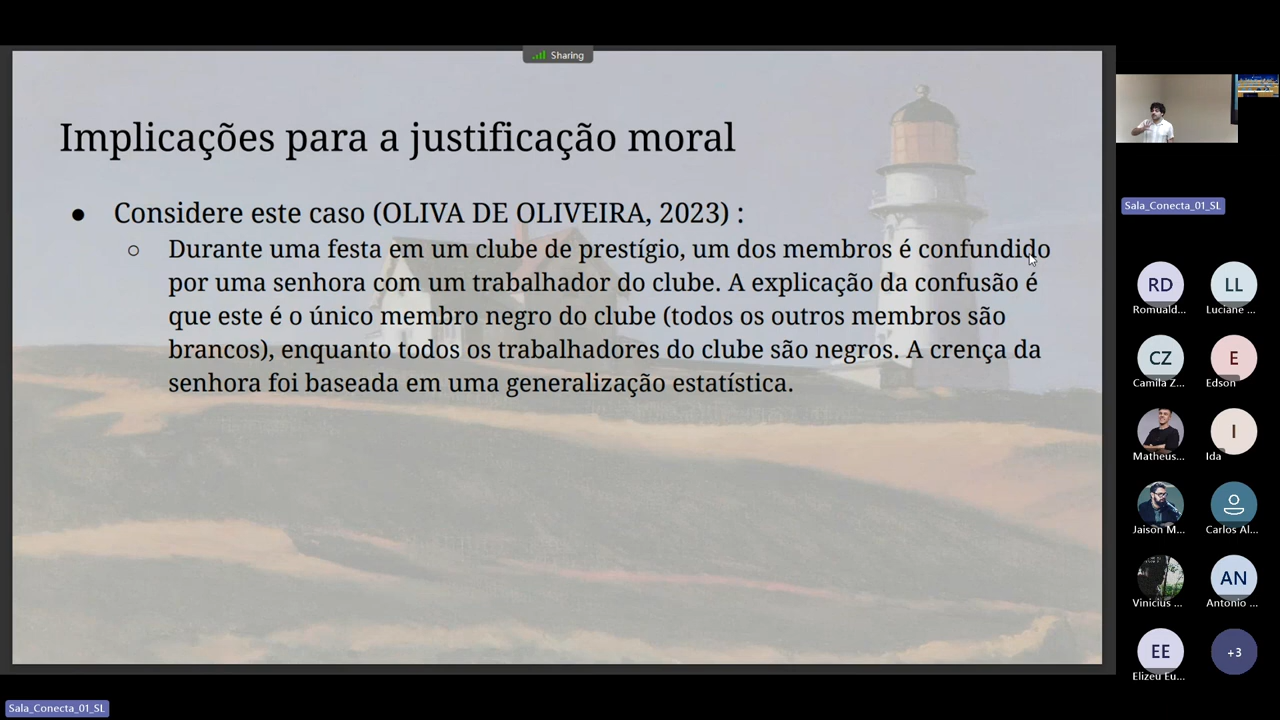 Sharing
Implicações para a justificação moral
● Considere este caso (OLIVA DE OLIVEIRA, 2023) :
○ Durante uma festa em um clube de prestígio, um dos membros é confundido
por uma senhora com um trabalhador do clube. A explicação da confusão é
que este é o único membro negro do clube (todos os outros membros são
brancos), enquanto todos os trabalhadores do clube são negros. A crença da
senhora foi baseada em uma generalização estatística.
Sala_Conecta_01_SL
RD
LL
Romuald...
Luciane ...
CZ
E
Camila Z...
Edson
I
Matheus...
Ida
Jaison M...
Carlos Al...
AN
Vinicius ...
Antonio ...
EE
+3
Elizeu Eu...
Sala_Conecta_01_SL